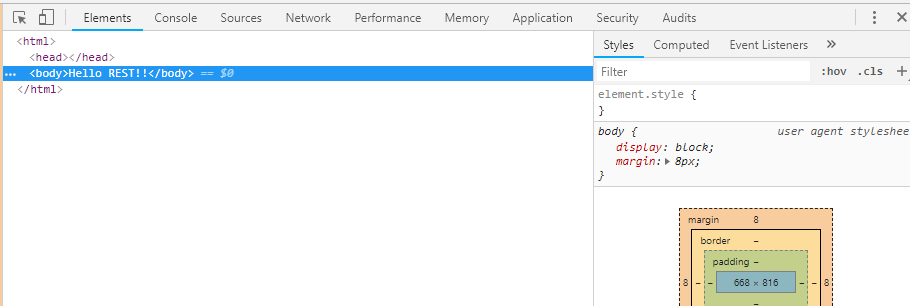 Elements Console Sources Network Performance Memory Application Security Audits
<html>
<head></head>
... <body>Hello REST!!</body> == $0
</html>
Styles Computed Event Listeners »
Filter :hov .cls +
element.style {
}
body { user agent styleshee
display: block;
margin: 8px;
}
margin 8
border –
padding –
8 – – 668 × 816 – – 8
–